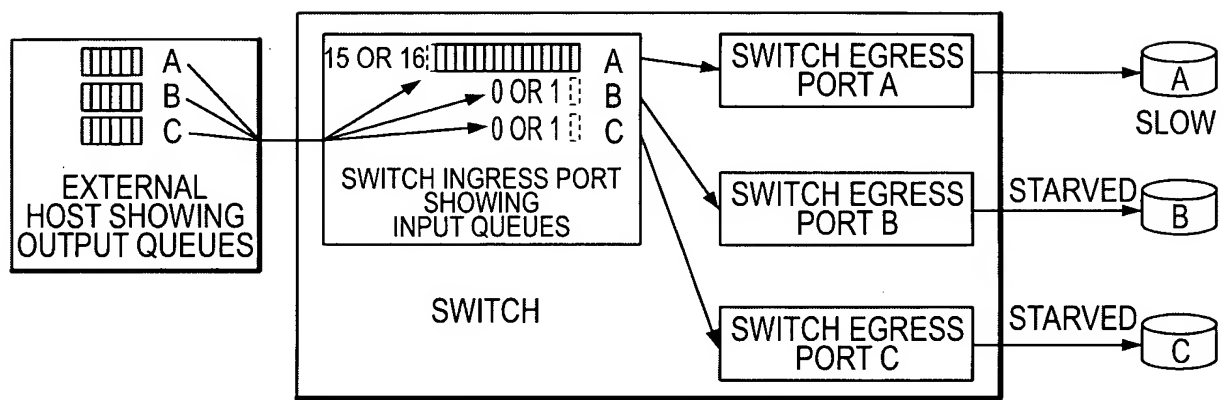 A
B
C
EXTERNAL
HOST SHOWING
OUTPUT QUEUES
15 OR 16
A
0 OR 1
B
0 OR 1
C
SWITCH INGRESS PORT
SHOWING
INPUT QUEUES
SWITCH
SWITCH EGRESS
PORT A
SWITCH EGRESS
PORT B
SWITCH EGRESS
PORT C
A
SLOW
STARVED
B
STARVED
C